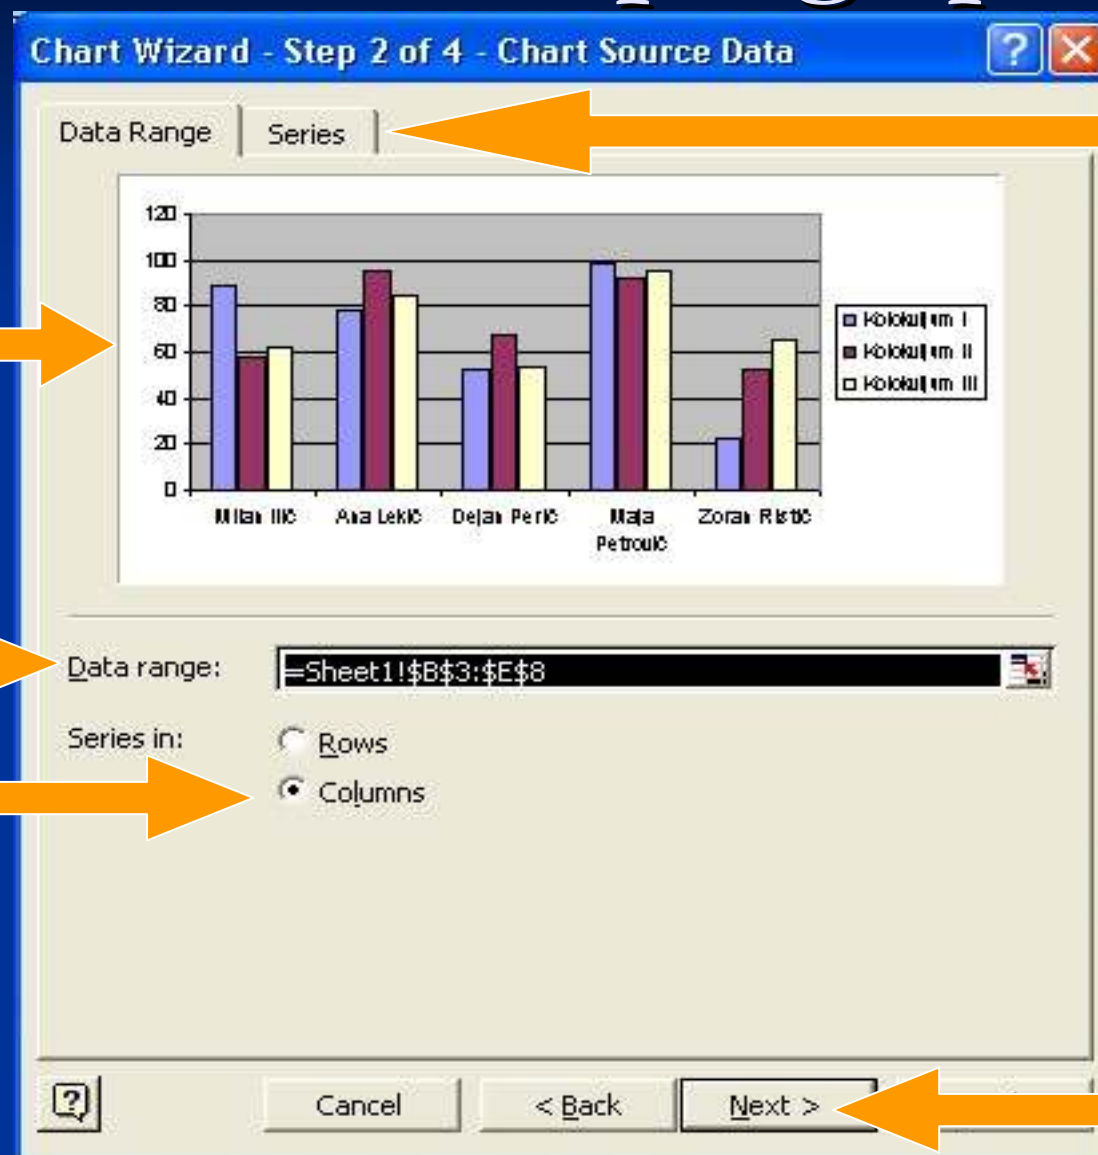 Chart Wizard - Step 2 of 4 - Chart Source Data
Data Range
Series
120
100
80
60
40
20
0
Milan Ilić
Ana Lekić
Dejan Perić
Maja
Petrović
Zoran Ristić
Kolokvijum I
Kolokvijum II
Kolokvijum III
Data range:
=Sheet1!$B$3:$E$8
Series in:
Rows
Columns
Cancel
< Back
Next >